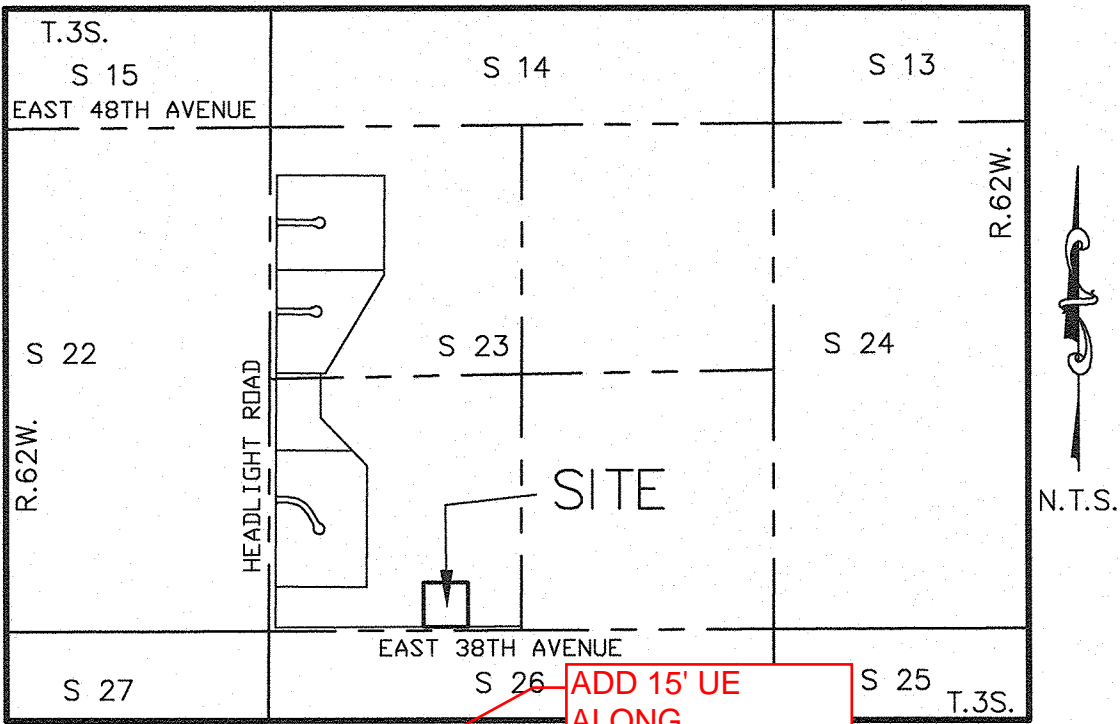 T.3S.
S 15
S 14
S 13
EAST 48TH AVENUE
R.62W.
S 22
S 23
S 24
HEADLIGHT ROAD
R.62W.
SITE
N.T.S.
EAST 38TH AVENUE
S 27
S 26
S 25
T.3S.
ADD 15' UE
ALONG